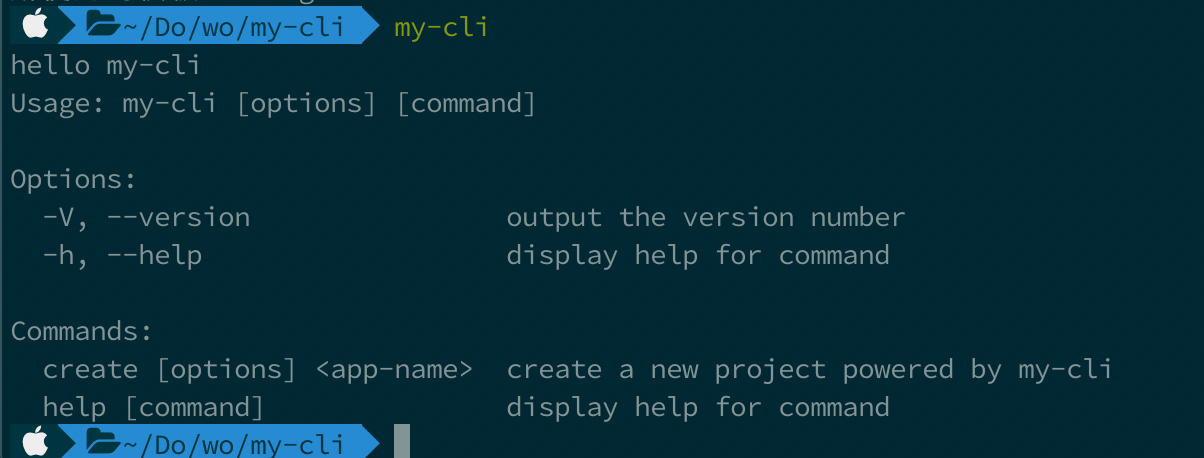 ~/Do/wo/my-cli my-cli
hello my-cli
Usage: my-cli [options] [command]
Options:
-V, --version output the version number
-h, --help display help for command
Commands:
create [options] <app-name> create a new project powered by my-cli
help [command] display help for command
~/Do/wo/my-cli